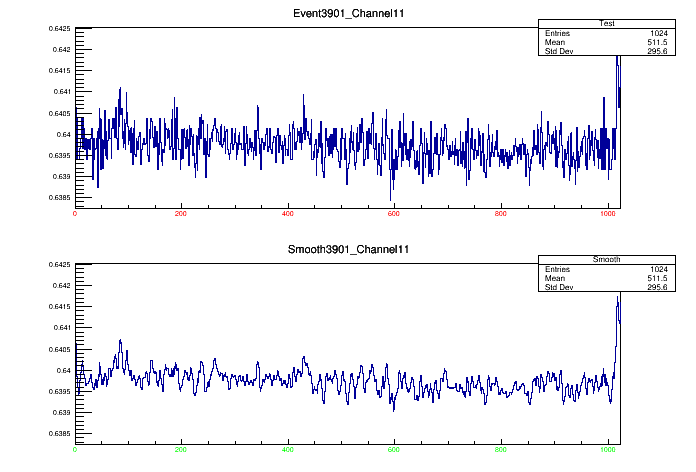 Event3901_Channel11
Test
Entries 1024
Mean 511.5
Std Dev 295.6
0.6425
0.642
0.6415
0.641
0.6405
0.64
0.6395
0.639
0.6385
0 200 400 600 800 1000
Smooth3901_Channel11
Smooth
Entries 1024
Mean 511.5
Std Dev 295.6
0.6425
0.642
0.6415
0.641
0.6405
0.64
0.6395
0.639
0.6385
0 200 400 600 800 1000